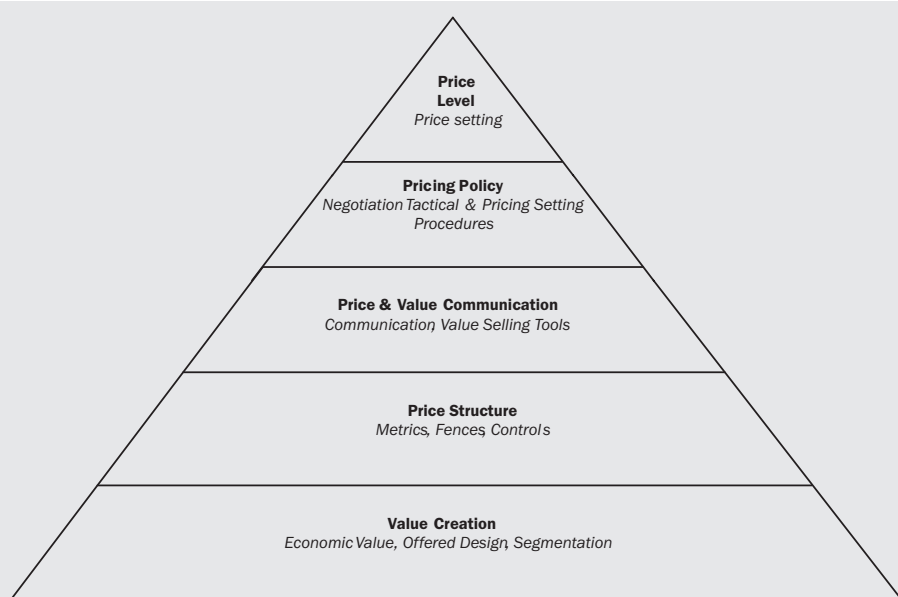 Price
Level
Price setting
Pricing Policy
Negotiation Tactical & Pricing Setting
Procedures
Price & Value Communication
Communication, Value Selling Tools
Price Structure
Metrics, Fences, Controls
Value Creation
Economic Value, Offered Design, Segmentation